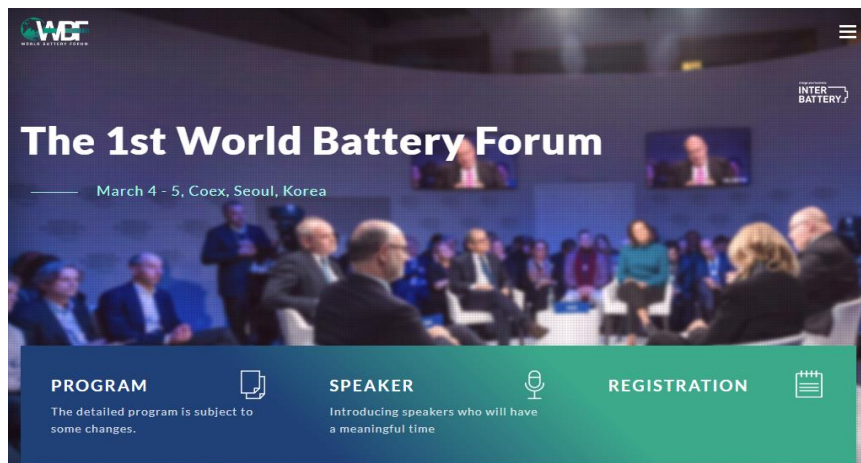 WBF
WORLD BATTERY FORUM
INTER
BATTERY
The 1st World Battery Forum
March 4 - 5, Coex, Seoul, Korea
PROGRAM
The detailed program is subject to
some changes.
SPEAKER
Introducing speakers who will have
a meaningful time
REGISTRATION